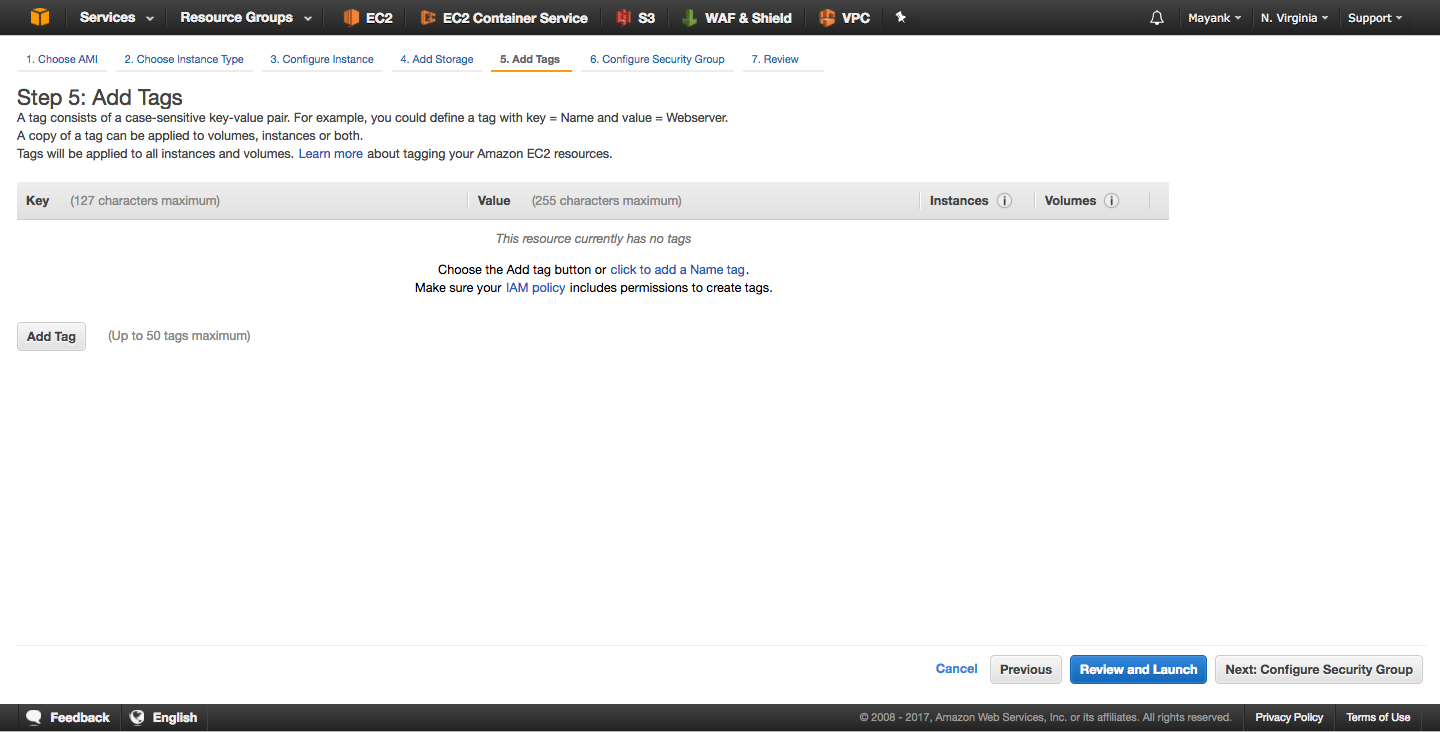 Services Resource Groups EC2 EC2 Container Service S3 WAF & Shield VPC Mayank N. Virginia Support
1. Choose AMI 2. Choose Instance Type 3. Configure Instance 4. Add Storage 5. Add Tags 6. Configure Security Group 7. Review
Step 5: Add Tags
A tag consists of a case-sensitive key-value pair. For example, you could define a tag with key = Name and value = Webserver.
A copy of a tag can be applied to volumes, instances or both.
Tags will be applied to all instances and volumes. Learn more about tagging your Amazon EC2 resources.
Key (127 characters maximum) Value (255 characters maximum) Instances i Volumes i
This resource currently has no tags
Choose the Add tag button or click to add a Name tag.
Make sure your IAM policy includes permissions to create tags.
Add Tag (Up to 50 tags maximum)
Cancel Previous Review and Launch Next: Configure Security Group
Feedback English © 2008 - 2017, Amazon Web Services, Inc. or its affiliates. All rights reserved. Privacy Policy Terms of Use